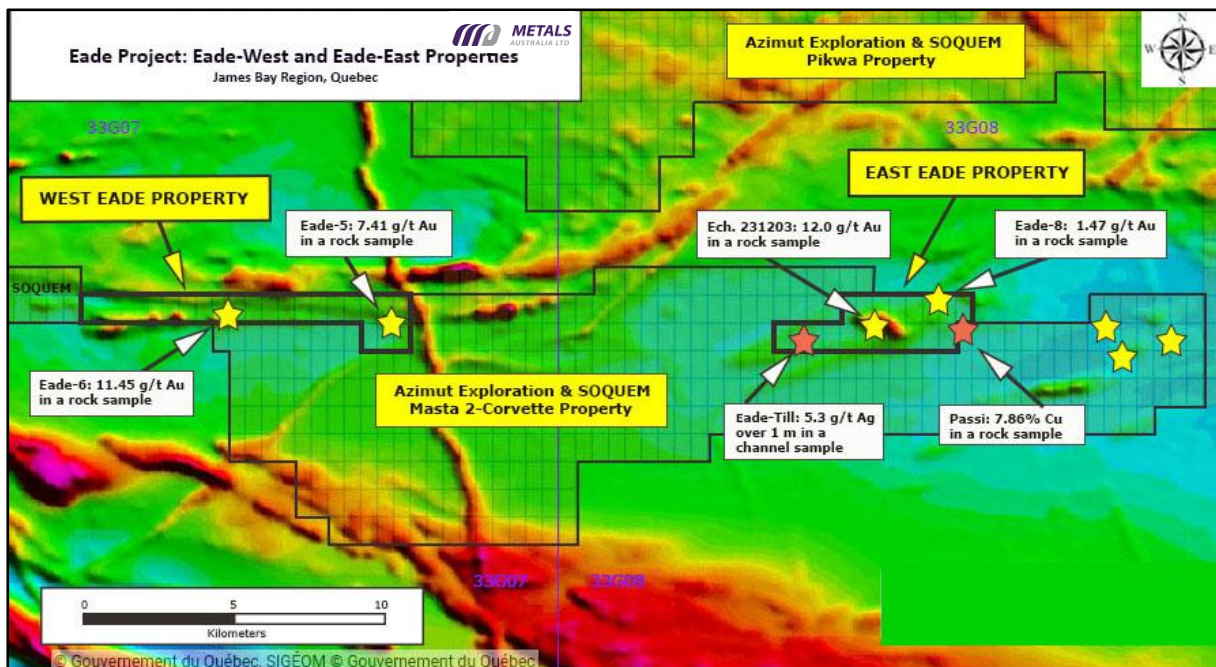 METALS
AUSTRALIA LTD
Eade Project: Eade-West and Eade-East Properties
James Bay Region, Quebec
Azimut Exploration & SOQUEM
Pikwa Property
N
W E
S
33G07
33G08
WEST EADE PROPERTY
EAST EADE PROPERTY
Eade-5: 7.41 g/t Au
in a rock sample
Ech. 231203: 12.0 g/t Au
in a rock sample
Eade-8: 1.47 g/t Au
in a rock sample
SOQUEM
Eade-6: 11.45 g/t Au
in a rock sample
Azimut Exploration & SOQUEM
Masta 2-Corvette Property
Eade-Till: 5.3 g/t Ag
over 1 m in a
channel sample
Passi: 7.86% Cu
in a rock sample
33G07
33G08
0 5 10
Kilometers
© Gouvernement du Québec, SIGÉOM © Gouvernement du Québec